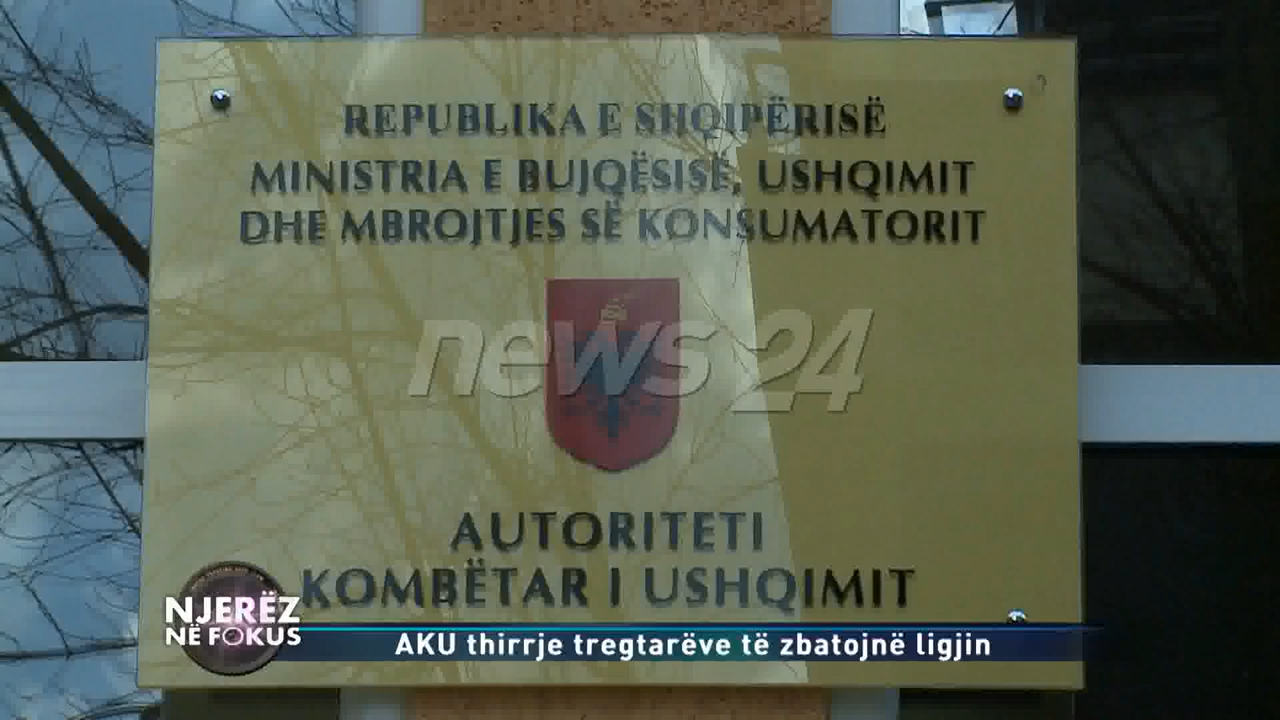 REPUBLIKA E SHQIPËRISË
MINISTRIA E BUJQËSISË, USHQIMIT
DHE MBROJTJES SË KONSUMATORIT
news 24
AUTORITETI
KOMBËTAR I USHQIMIT
NJERËZ
NË FOKUS
AKU thirrje tregtarëve të zbatojnë ligjin